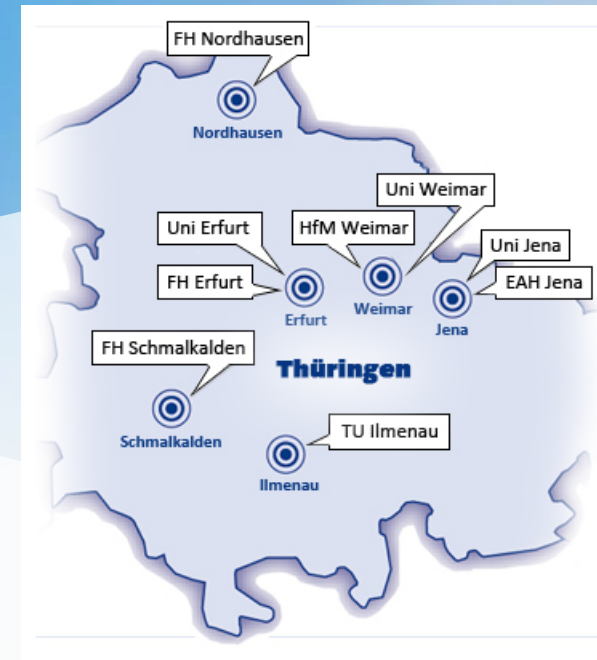 FH Nordhausen
Nordhausen
Uni Weimar
Uni Erfurt
HfM Weimar
Uni Jena
FH Erfurt
EAH Jena
Erfurt
Weimar
Jena
FH Schmalkalden
Thüringen
Schmalkalden
TU Ilmenau
Ilmenau